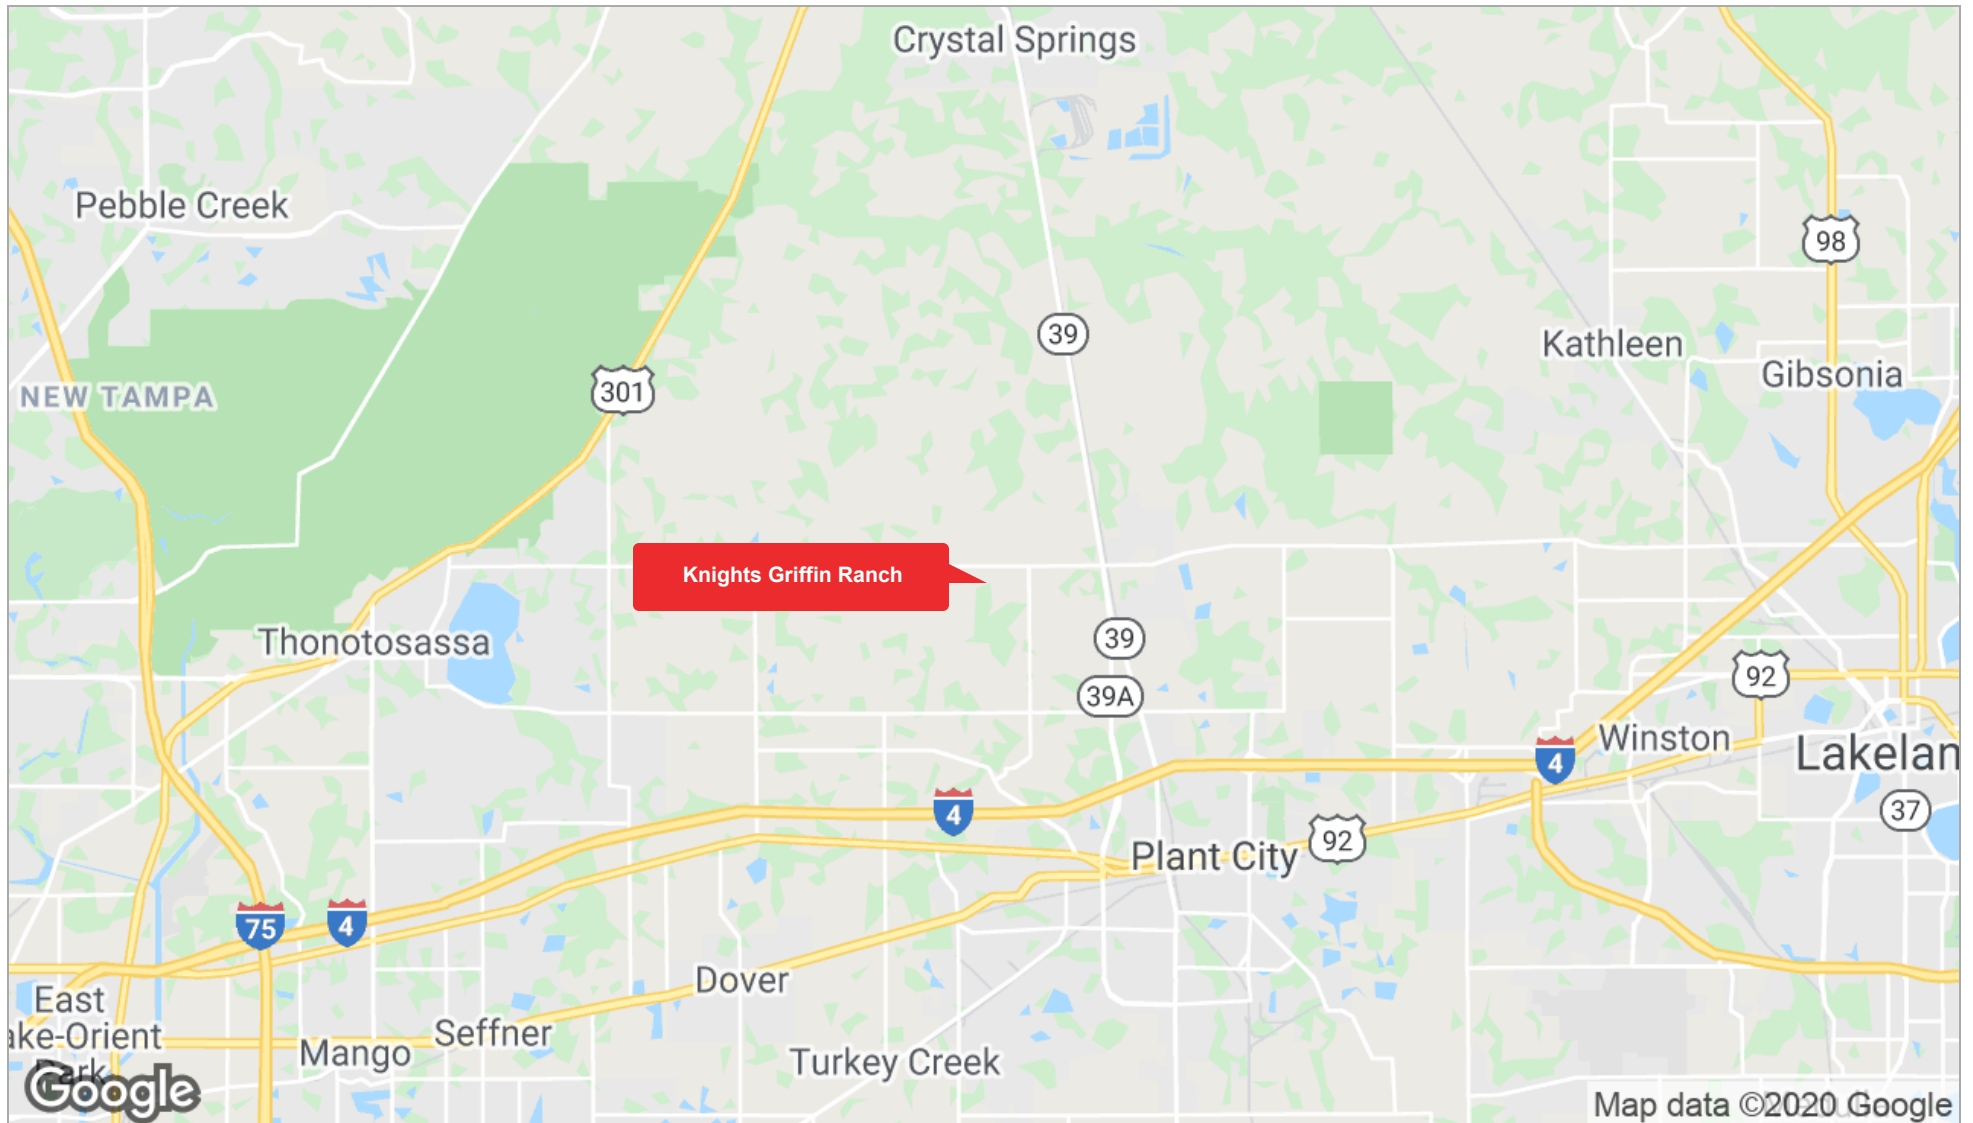 Crystal Springs
Pebble Creek
98
39
Kathleen
Gibsonia
NEW TAMPA
301
Knights Griffin Ranch
Thonotosassa
39
39A
92
Winston
Lakelan
4
4
37
92
Plant City
75
4
Dover
East
ake-Orient
Park
Seffner
Mango
Turkey Creek
Google
Map data ©2020 Google